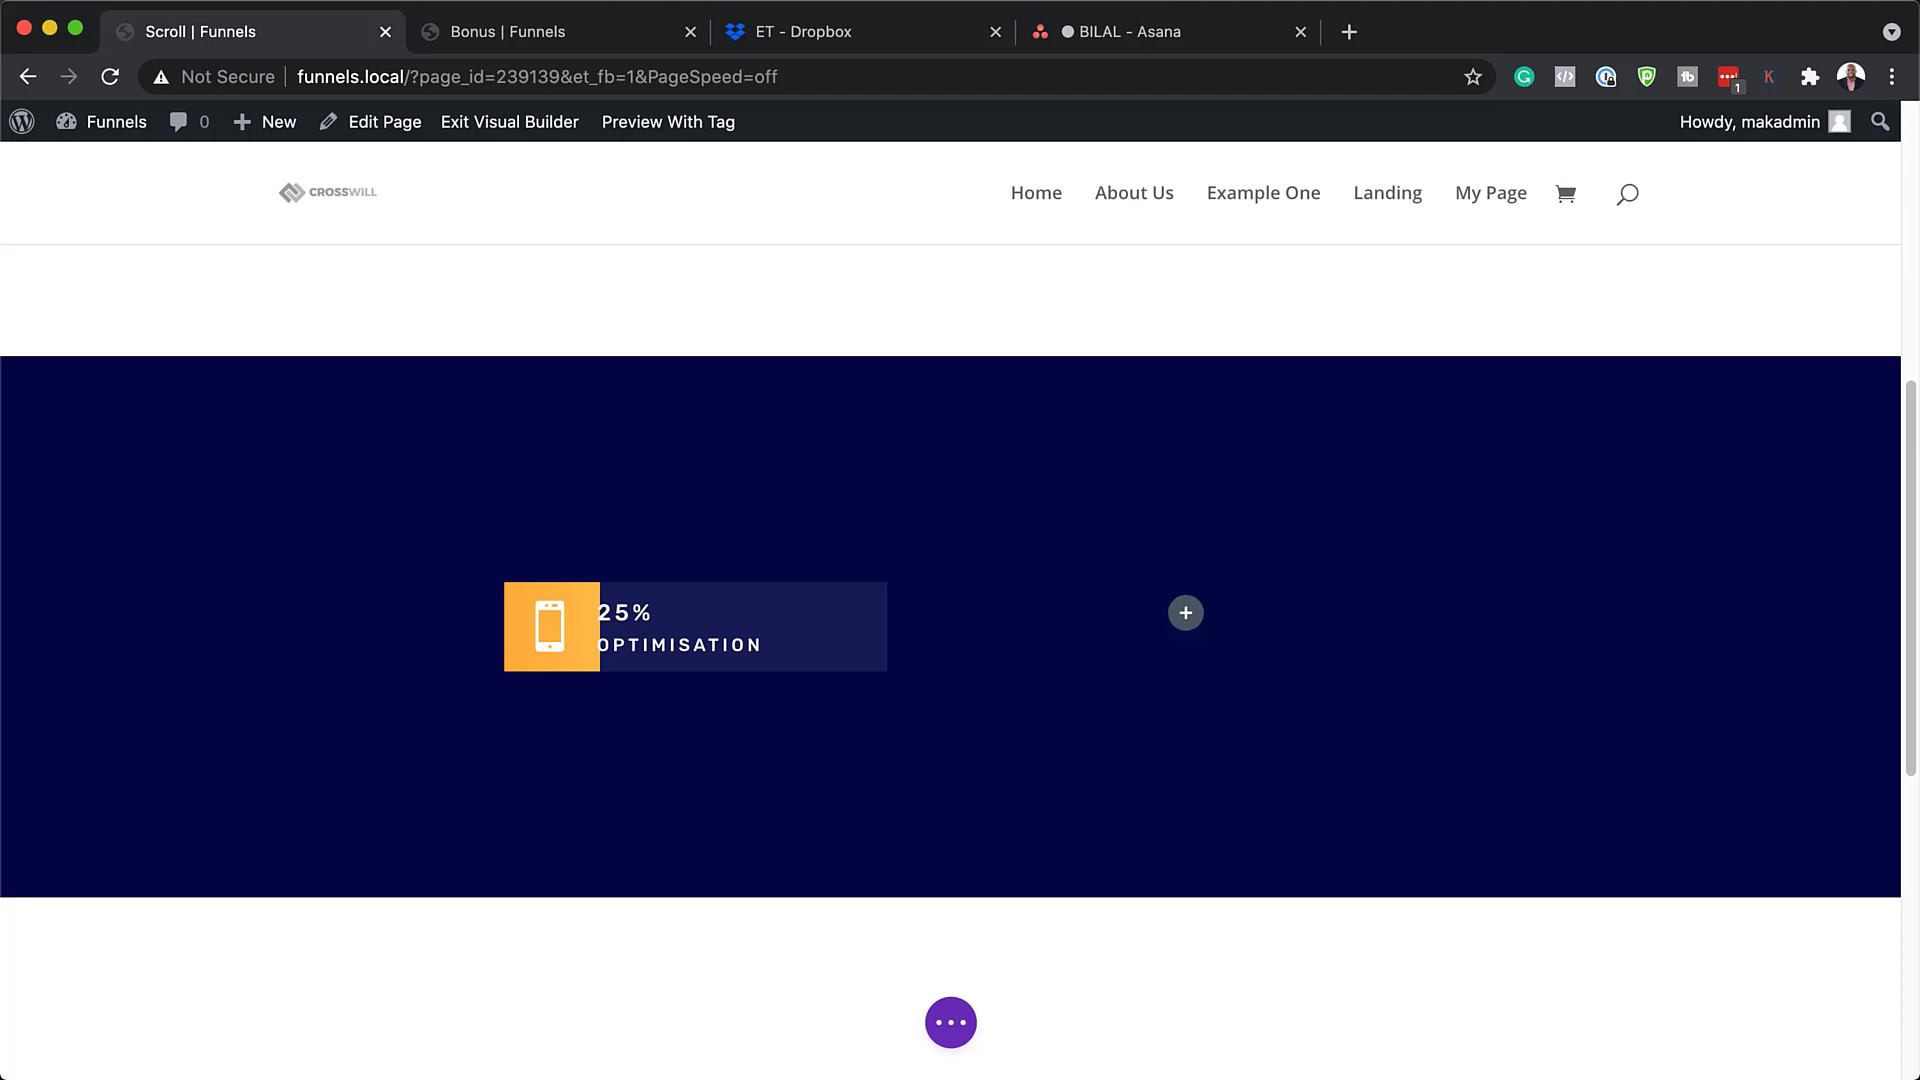 Scroll | Funnels
Bonus | Funnels
ET - Dropbox
BILAL - Asana
Not Secure
funnels.local/?page_id=239139&et_fb=1&PageSpeed=off
1
Funnels
0
New
Edit Page
Exit Visual Builder
Preview With Tag
Howdy, makadmin
CROSSWILL
Home
About Us
Example One
Landing
My Page
25%
OPTIMISATION